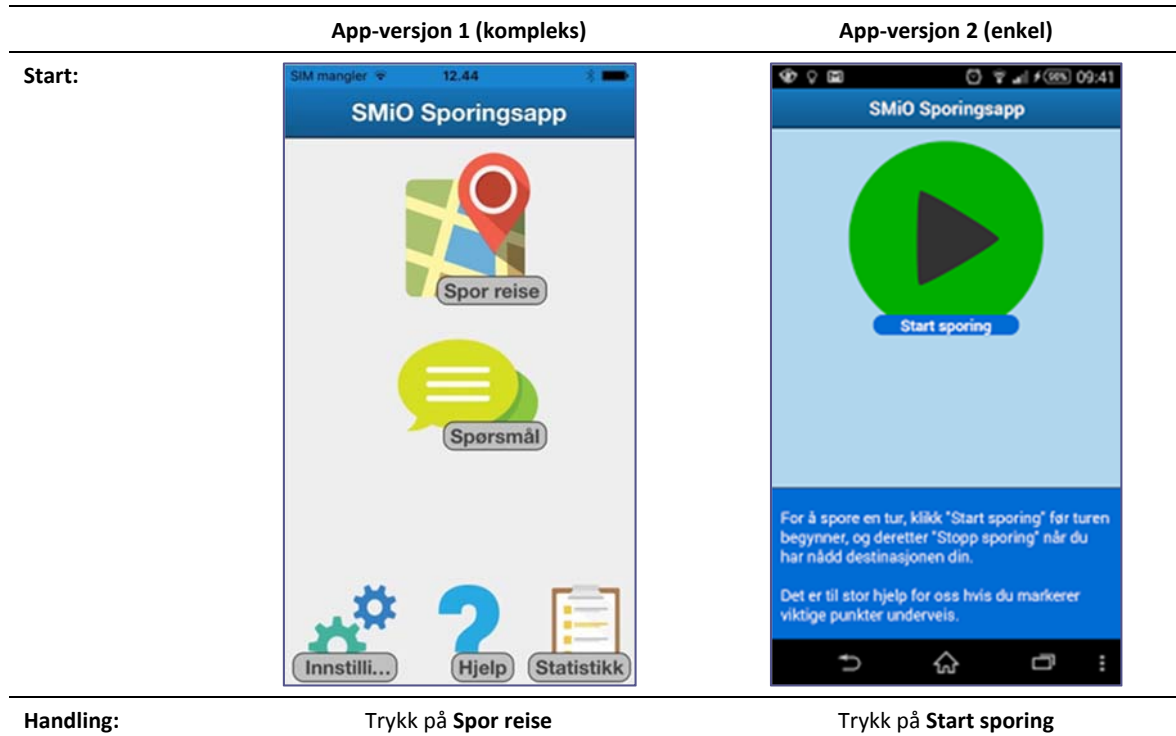 App-versjon 1 (kompleks) App-versjon 2 (enkel)
Start:
SIM mangler 12.44
SMiO Sporingsapp
Spor reise
Spørsmål
Innstilli...
Hjelp
Statistikk
09:41
SMiO Sporingsapp
Start sporing
For å spore en tur, klikk "Start sporing" før turen
begynner, og deretter "Stopp sporing" når du
har nådd destinasjonen din.
Det er til stor hjelp for oss hvis du markerer
viktige punkter underveis.
Handling: Trykk på Spor reise Trykk på Start sporing